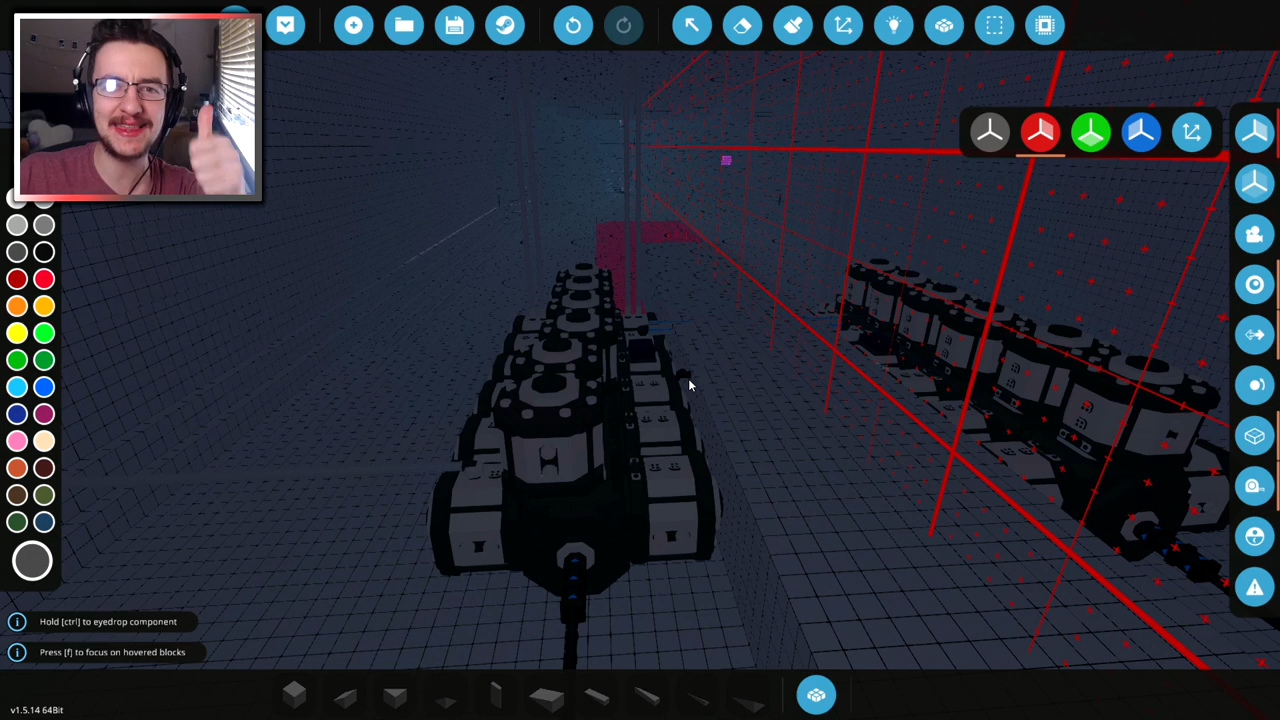 Hold [ctrl] to eyedrop component
Press [f] to focus on hovered blocks
v1.5.14 64Bit